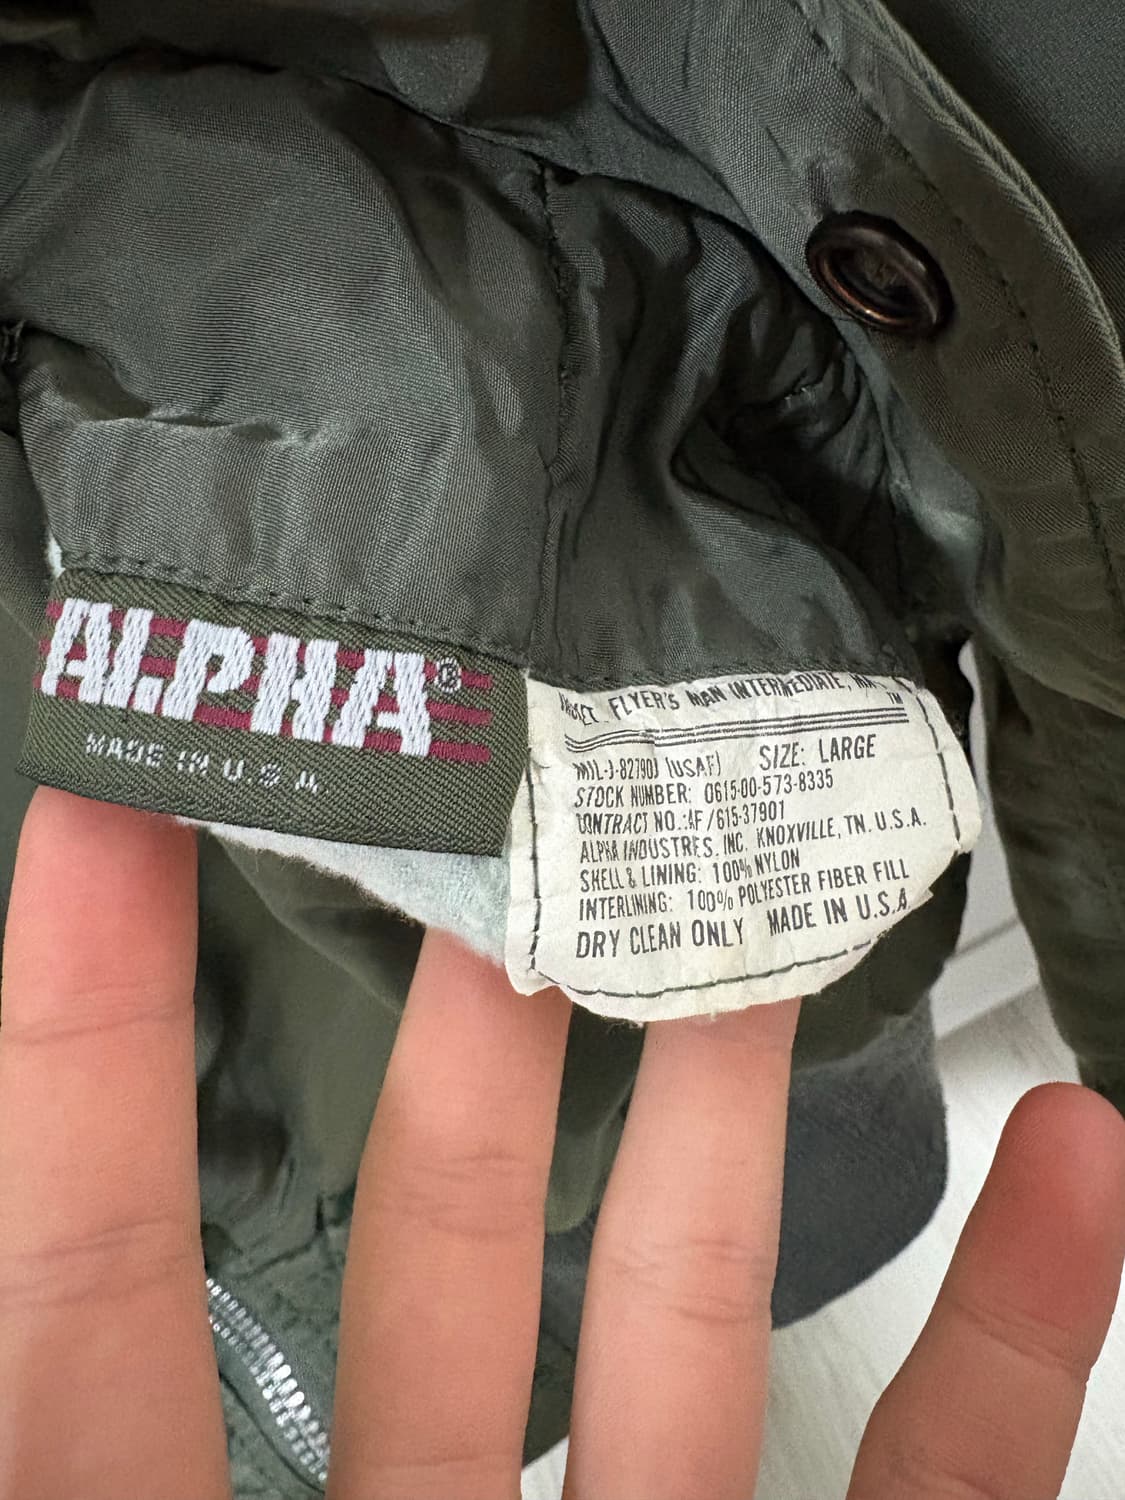 ALPHA®
MADE IN U.S.A.
FLYER'S MAN INTERMEDIATE,
TM
MIL-J-8279DJ (USAF) SIZE: LARGE
STOCK NUMBER: 0615-00-573-8335
CONTRACT NO.:AF/615-37901
ALPHA INDUSTRIES. INC. KNOXVILLE, TN. U.S.A.
SHELL & LINING: 100% NYLON
INTERLINING: 100% POLYESTER FIBER FILL
DRY CLEAN ONLY MADE IN U.S.A.